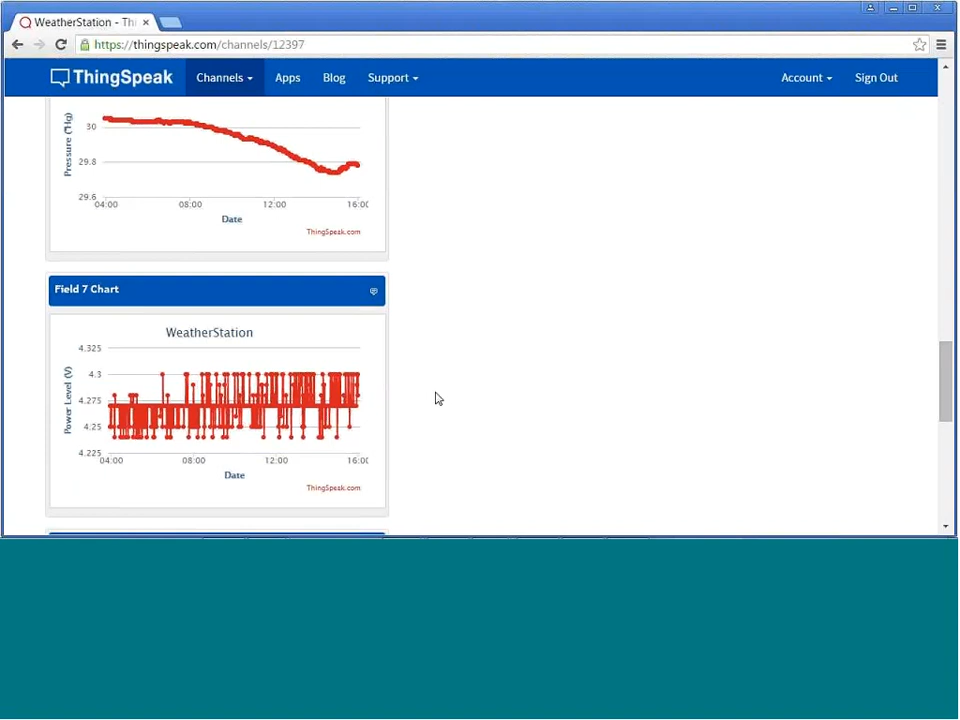 WeatherStation - Thi
https://thingspeak.com/channels/12397
ThingSpeak Channels Apps Blog Support Account Sign Out
Pressure ("Hg)
30
29.8
29.6
04:00 08:00 12:00 16:00
Date
ThingSpeak.com
Field 7 Chart
WeatherStation
Power Level (V)
4.325
4.3
4.275
4.25
4.225
04:00 08:00 12:00 16:00
Date
ThingSpeak.com